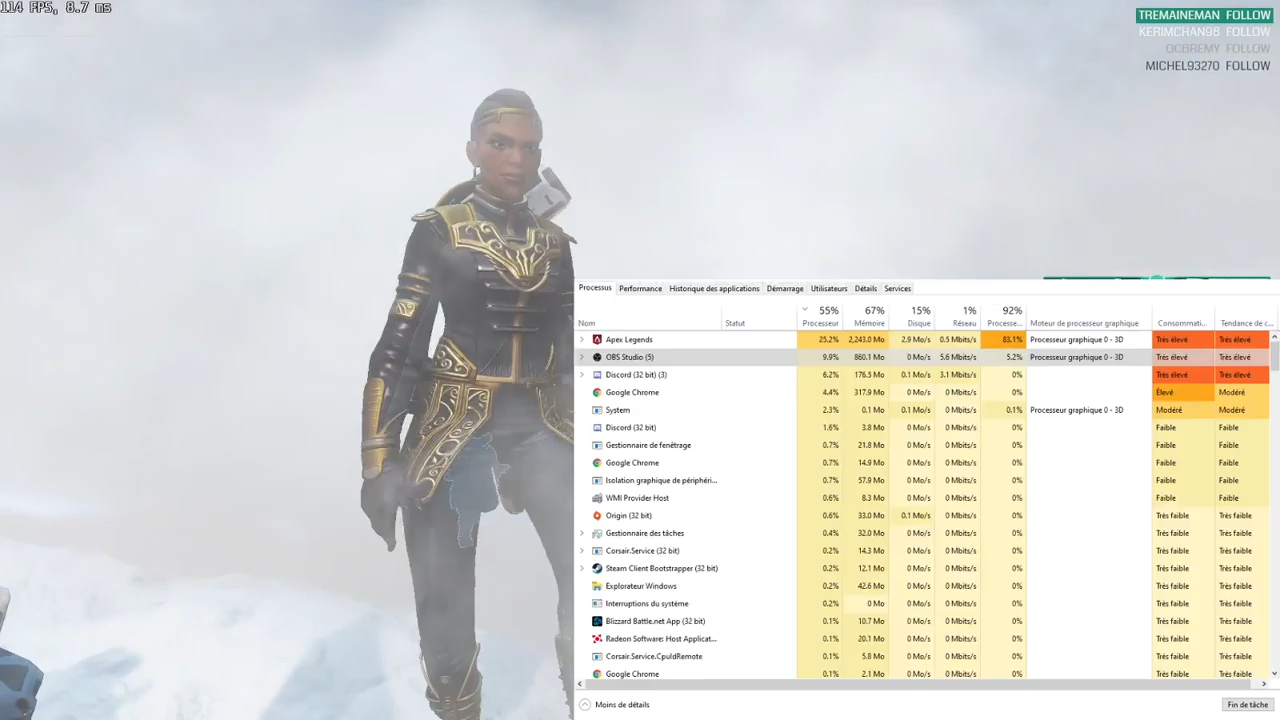 114 FPS, 8.7 ms
TREMAINEMAN FOLLOW
KERIMCHAN98 FOLLOW
OCBREMY FOLLOW
MICHEL93270 FOLLOW
Processus Performance Historique des applications Démarrage Utilisateurs Détails Services
55% 67% 15% 1% 92%
Nom Statut Processeur Mémoire Disque Réseau Processe... Moteur de processeur graphique Consommati... Tendance de c...
Apex Legends 25.2% 2,243.0 Mo 2.9 Mo/s 0.5 Mbits/s 83.1% Processeur graphique 0 - 3D Très élevé Très élevé
OBS Studio (5) 9.9% 860.1 Mo 0 Mo/s 5.6 Mbits/s 5.2% Processeur graphique 0 - 3D Très élevé Très élevé
Discord (32 bit) (3) 6.2% 176.5 Mo 0.1 Mo/s 3.1 Mbits/s 0% Très élevé Très élevé
Google Chrome 4.4% 317.9 Mo 0 Mo/s 0 Mbits/s 0% Élevé Modéré
System 2.3% 0.1 Mo 0.1 Mo/s 0 Mbits/s 0.1% Processeur graphique 0 - 3D Modéré Modéré
Discord (32 bit) 1.6% 3.8 Mo 0 Mo/s 0 Mbits/s 0% Faible Faible
Gestionnaire de fenêtrage 0.7% 21.8 Mo 0 Mo/s 0 Mbits/s 0% Faible Faible
Google Chrome 0.7% 14.9 Mo 0 Mo/s 0 Mbits/s 0% Faible Faible
Isolation graphique de périphéri... 0.7% 57.9 Mo 0 Mo/s 0 Mbits/s 0% Faible Faible
WMI Provider Host 0.6% 8.3 Mo 0 Mo/s 0 Mbits/s 0% Faible Faible
Origin (32 bit) 0.6% 33.0 Mo 0.1 Mo/s 0 Mbits/s 0% Très faible Très faible
Gestionnaire des tâches 0.4% 32.0 Mo 0 Mo/s 0 Mbits/s 0% Très faible Très faible
Corsair.Service (32 bit) 0.2% 14.3 Mo 0 Mo/s 0 Mbits/s 0% Très faible Très faible
Steam Client Bootstrapper (32 bit) 0.2% 12.1 Mo 0 Mo/s 0 Mbits/s 0% Très faible Très faible
Explorateur Windows 0.2% 42.6 Mo 0 Mo/s 0 Mbits/s 0% Très faible Très faible
Interruptions du système 0.2% 0 Mo 0 Mo/s 0 Mbits/s 0% Très faible Très faible
Blizzard Battle.net App (32 bit) 0.1% 10.7 Mo 0 Mo/s 0 Mbits/s 0% Très faible Très faible
Radeon Software: Host Applicat... 0.1% 20.1 Mo 0 Mo/s 0 Mbits/s 0% Très faible Très faible
Corsair.Service.CpuIdRemote 0.1% 5.8 Mo 0 Mo/s 0 Mbits/s 0% Très faible Très faible
Google Chrome 0.1% 2.1 Mo 0 Mo/s 0 Mbits/s 0% Très faible Très faible
Moins de détails Fin de tâche